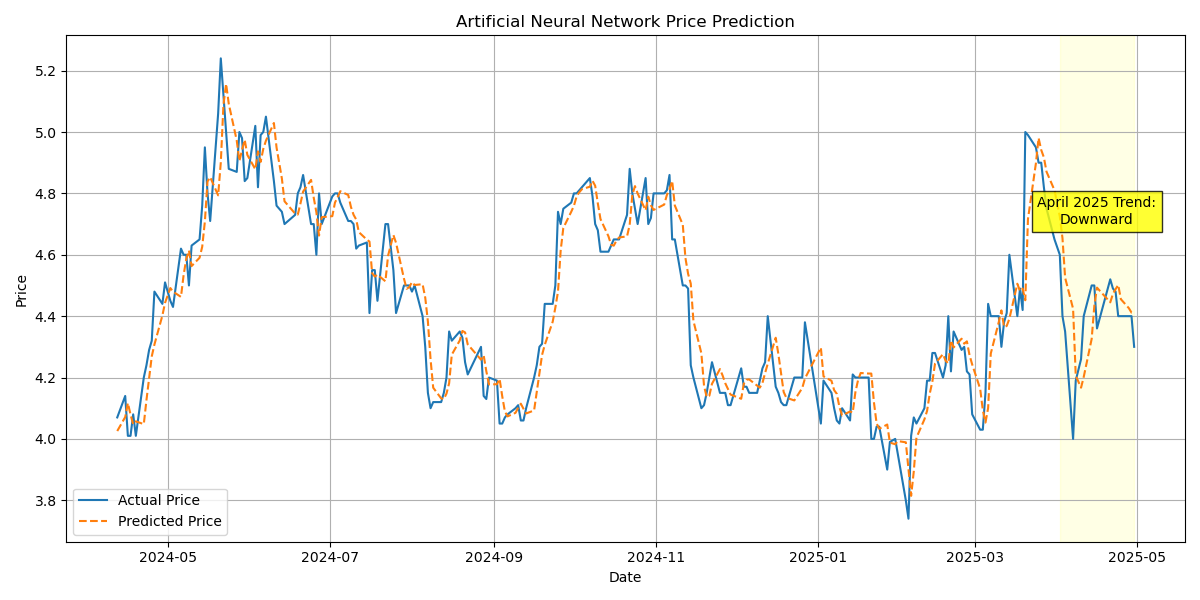 Artificial Neural Network Price Prediction
Price
5.2
5.0
4.8
4.6
4.4
4.2
4.0
3.8
April 2025 Trend:
Downward
Actual Price
Predicted Price
2024-05
2024-07
2024-09
2024-11
2025-01
2025-03
2025-05
Date